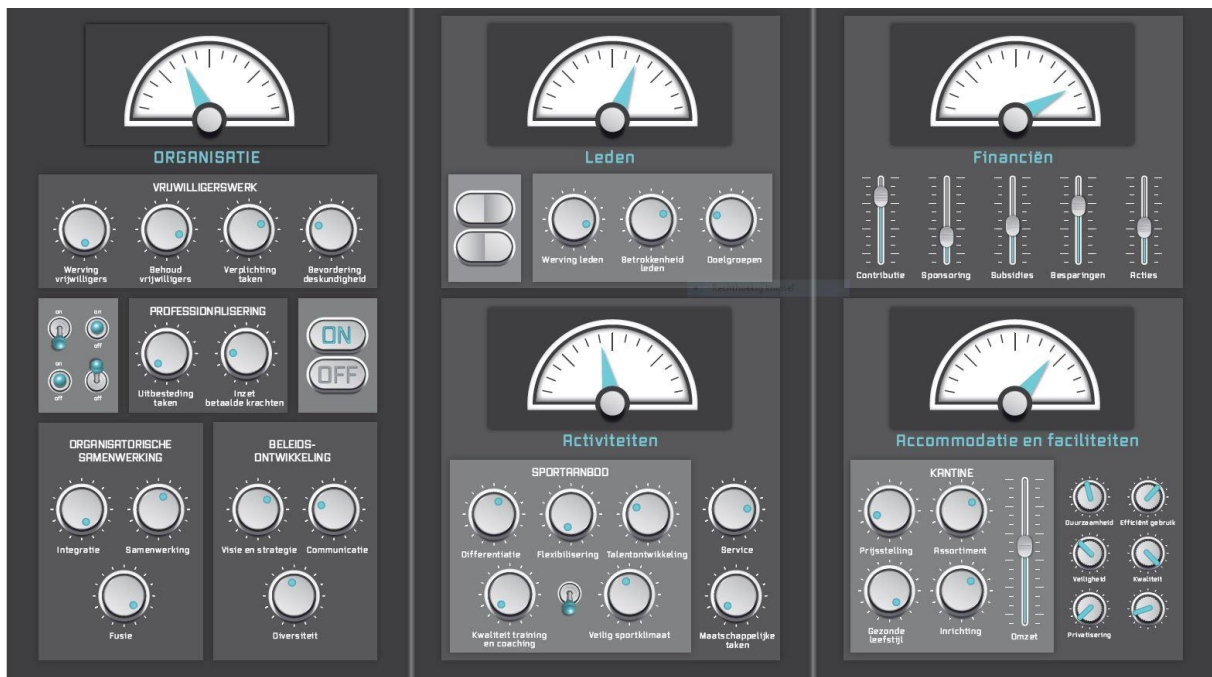 ORGANISATIE
VRIJWILLIGERSWERK
Werving
vrijwilligers
Behoud
vrijwilligers
Verplichting
taken
Bevordering
deskundigheid
on
on
off
on
off
off
PROFESSIONALISERING
Uitbesteding
taken
Inzet
betaalde krachten
ON
OFF
ORGANISATORISCHE
SAMENWERKING
Integratie
Samenwerking
Fusie
BELEIDS-
ONTWIKKELING
Visie en strategie
Communicatie
Diversiteit
Leden
Werving leden
Betrokkenheid
leden
Doelgroepen
Activiteiten
SPORTAANBOD
Differentiatie
Flexibilisering
Talentontwikkeling
Service
Kwaliteit training
en coaching
Veilig sportklimaat
Maatschappelijke
taken
Financiën
Contributie
Sponsoring
Subsidies
Besparingen
Acties
Accommodatie en faciliteiten
KANTINE
Prijsstelling
Assortiment
Gezonde
leefstijl
Inrichting
Omzet
Duurzaamheid
Efficiënt gebruik
Veiligheid
Kwaliteit
Privatisering